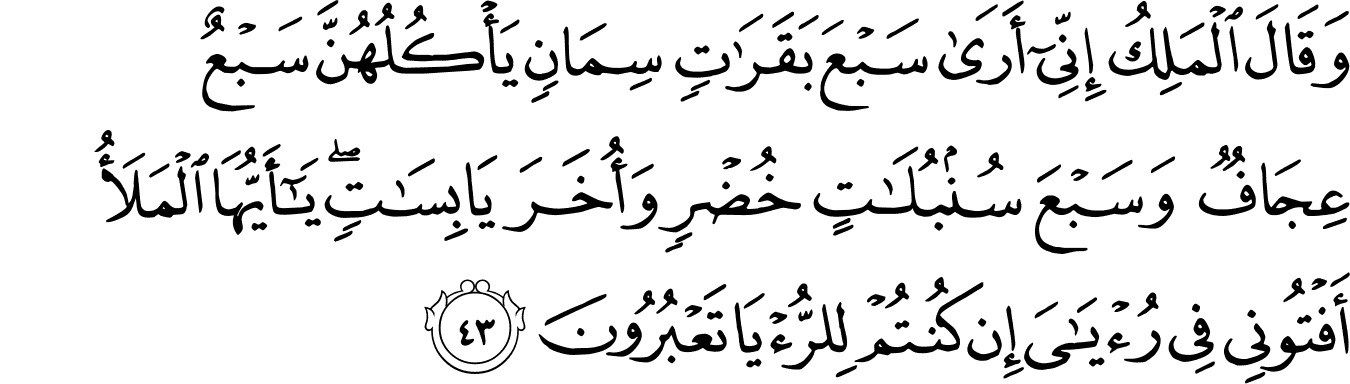 وَقَالَ ٱلْمَلِكُ إِنِّىٓ أَرَىٰ سَبْعَ بَقَرَٰتٍ سِمَانٍ يَأْكُلُهُنَّ سَبْعٌ
عِجَافٌ وَسَبْعَ سُنۢبُلَـٰتٍ خُضْرٍ وَأُخَرَ يَابِسَـٰتٍ ۖ يَـٰٓأَيُّهَا ٱلْمَلَأُ
أَفْتُونِى فِى رُءْيَـٰىَ إِن كُنتُمْ لِلرُّءْيَا تَعْبُرُونَ ٤٣